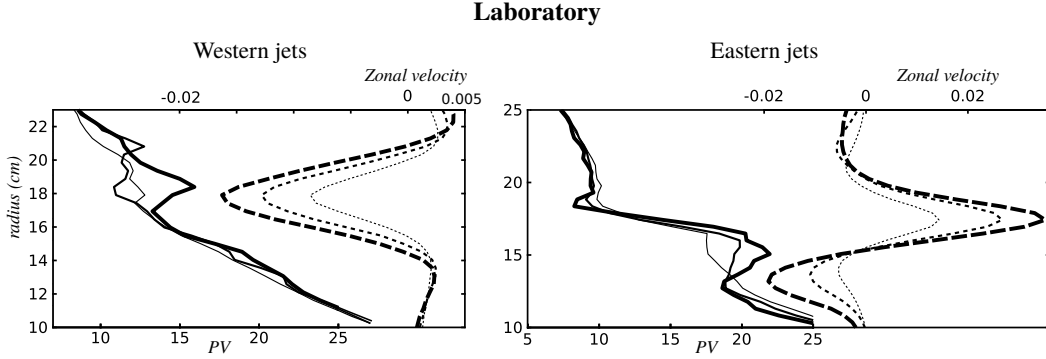 Laboratory
Western jets
Eastern jets
Zonal velocity
-0.02 0 0.005
Zonal velocity
-0.02 0 0.02
radius (cm)
22
20
18
16
14
12
10
10 15 20 25
PV
25
20
15
10
5 10 15 20 25
PV